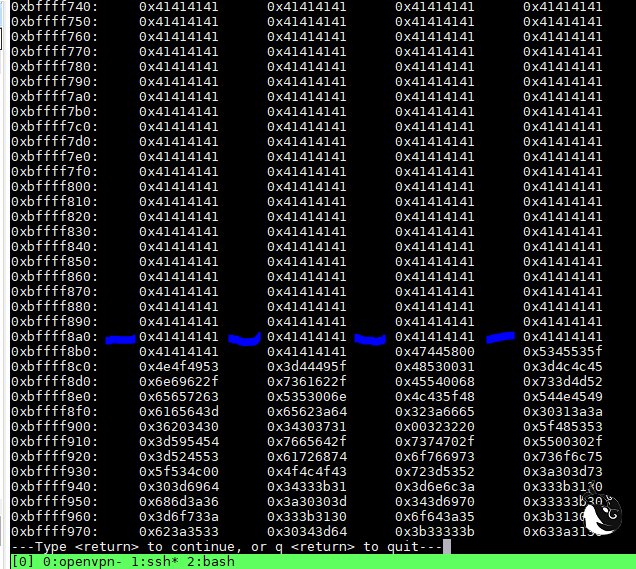 0xbffff740: 0x41414141 0x41414141 0x41414141 0x41414141
0xbffff750: 0x41414141 0x41414141 0x41414141 0x41414141
0xbffff760: 0x41414141 0x41414141 0x41414141 0x41414141
0xbffff770: 0x41414141 0x41414141 0x41414141 0x41414141
0xbffff780: 0x41414141 0x41414141 0x41414141 0x41414141
0xbffff790: 0x41414141 0x41414141 0x41414141 0x41414141
0xbffff7a0: 0x41414141 0x41414141 0x41414141 0x41414141
0xbffff7b0: 0x41414141 0x41414141 0x41414141 0x41414141
0xbffff7c0: 0x41414141 0x41414141 0x41414141 0x41414141
0xbffff7d0: 0x41414141 0x41414141 0x41414141 0x41414141
0xbffff7e0: 0x41414141 0x41414141 0x41414141 0x41414141
0xbffff7f0: 0x41414141 0x41414141 0x41414141 0x41414141
0xbffff800: 0x41414141 0x41414141 0x41414141 0x41414141
0xbffff810: 0x41414141 0x41414141 0x41414141 0x41414141
0xbffff820: 0x41414141 0x41414141 0x41414141 0x41414141
0xbffff830: 0x41414141 0x41414141 0x41414141 0x41414141
0xbffff840: 0x41414141 0x41414141 0x41414141 0x41414141
0xbffff850: 0x41414141 0x41414141 0x41414141 0x41414141
0xbffff860: 0x41414141 0x41414141 0x41414141 0x41414141
0xbffff870: 0x41414141 0x41414141 0x41414141 0x41414141
0xbffff880: 0x41414141 0x41414141 0x41414141 0x41414141
0xbffff890: 0x41414141 0x41414141 0x41414141 0x41414141
0xbffff8a0: 0x41414141 0x41414141 0x41414141 0x41414141
0xbffff8b0: 0x41414141 0x41414141 0x47445800 0x5345535f
0xbffff8c0: 0x4e4f4953 0x3d44495f 0x48530031 0x3d4c4c45
0xbffff8d0: 0x6e69622f 0x7361622f 0x45540068 0x733d4d52
0xbffff8e0: 0x65657263 0x5353006e 0x4c435f48 0x544e4549
0xbffff8f0: 0x6165643d 0x65623a64 0x323a6665 0x30313a3a
0xbffff900: 0x36203430 0x34303731 0x00323220 0x5f485353
0xbffff910: 0x3d595454 0x7665642f 0x7374702f 0x5500302f
0xbffff920: 0x3d524553 0x61726874 0x6f766973 0x736f6c75
0xbffff930: 0x5f534c00 0x4f4c4f43 0x723d5352 0x3a303d73
0xbffff940: 0x303d6964 0x34333b31 0x3d6e6c3a
0xbffff950: 0x686d3a36 0x3a30303d 0x343d6970
0xbffff960: 0x3d6f733a 0x333b3130 0x6f643a35
0xbffff970: 0x623a3533 0x30343d64 0x3b33333b
---Type <return> to continue, or q <return> to quit---
[0] 0:openvpn- 1:ssh* 2:bash